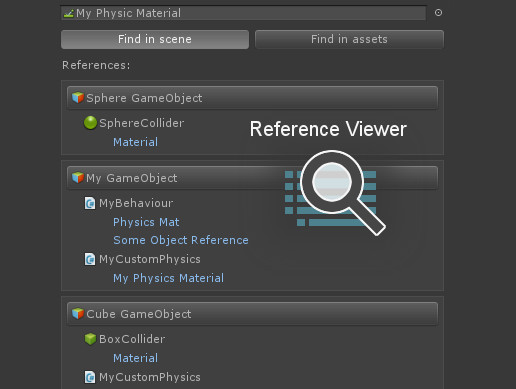 My Physic Material
Find in scene Find in assets
References:
Sphere GameObject
SphereCollider
Material
Reference Viewer
My GameObject
MyBehaviour
Physics Mat
Some Object Reference
MyCustomPhysics
My Physics Material
Cube GameObject
BoxCollider
Material
MyCustomPhysics